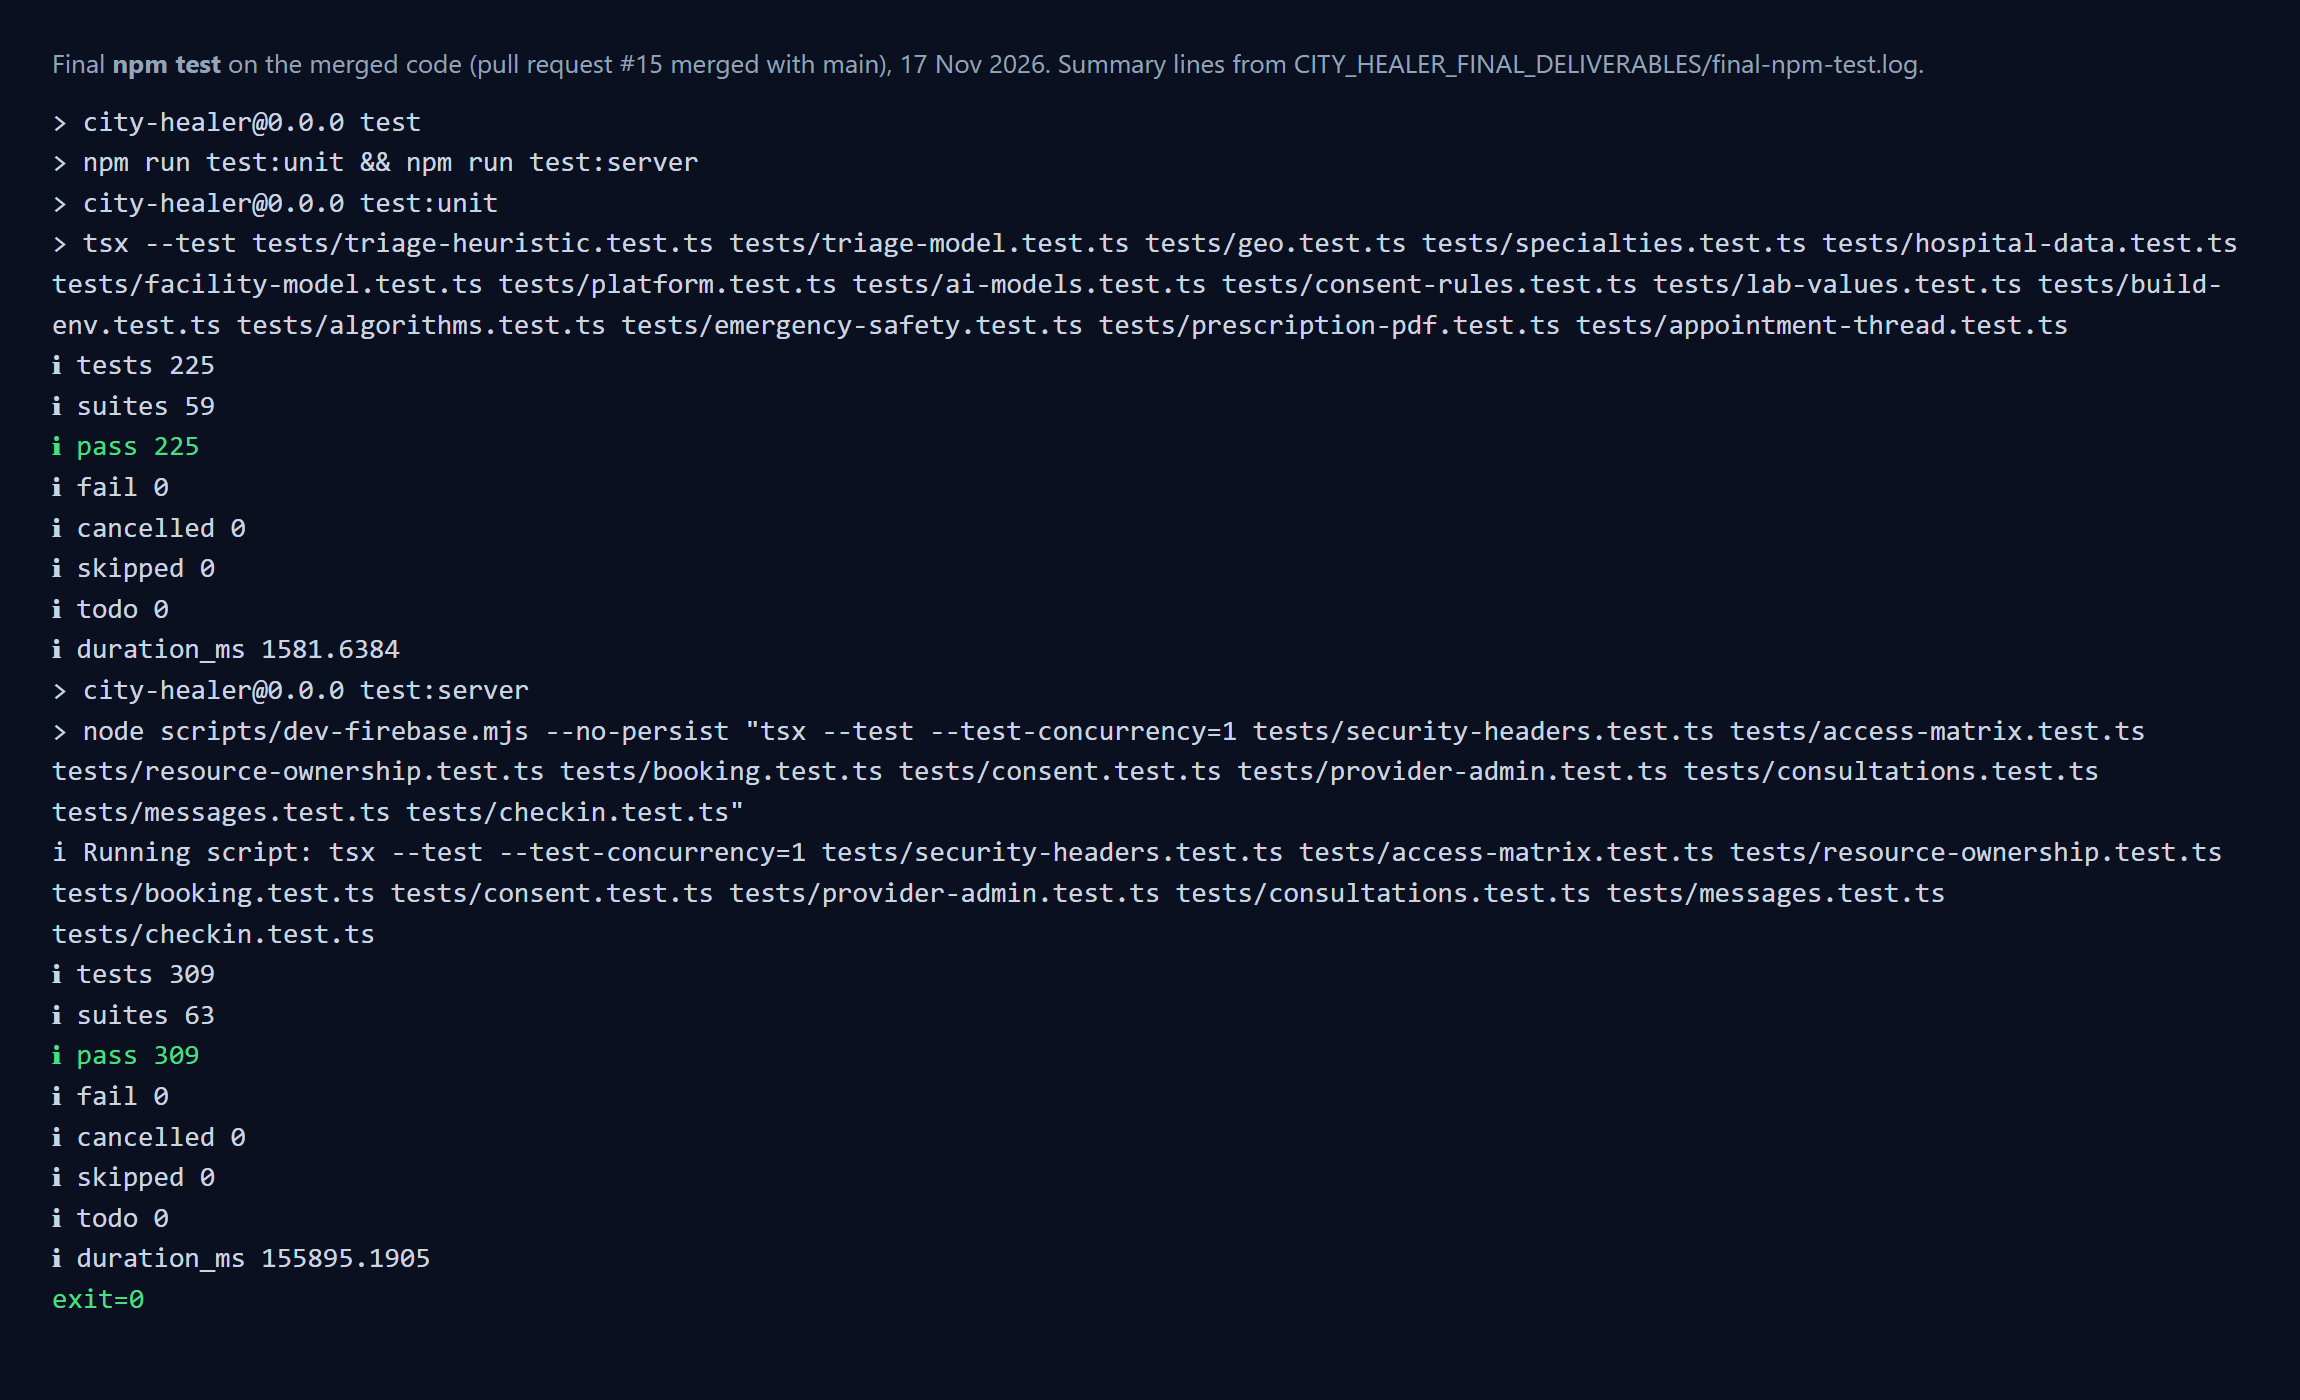 Final npm test on the merged code (pull request #15 merged with main), 17 Nov 2026. Summary lines from CITY_HEALER_FINAL_DELIVERABLES/final-npm-test.log.
> city-healer@0.0.0 test
> npm run test:unit && npm run test:server
> city-healer@0.0.0 test:unit
> tsx --test tests/triage-heuristic.test.ts tests/triage-model.test.ts tests/geo.test.ts tests/specialties.test.ts tests/hospital-data.test.ts
tests/facility-model.test.ts tests/platform.test.ts tests/ai-models.test.ts tests/consent-rules.test.ts tests/lab-values.test.ts tests/build-
env.test.ts tests/algorithms.test.ts tests/emergency-safety.test.ts tests/prescription-pdf.test.ts tests/appointment-thread.test.ts
ℹ tests 225
ℹ suites 59
ℹ pass 225
ℹ fail 0
ℹ cancelled 0
ℹ skipped 0
ℹ todo 0
ℹ duration_ms 1581.6384
> city-healer@0.0.0 test:server
> node scripts/dev-firebase.mjs --no-persist "tsx --test --test-concurrency=1 tests/security-headers.test.ts tests/access-matrix.test.ts
tests/resource-ownership.test.ts tests/booking.test.ts tests/consent.test.ts tests/provider-admin.test.ts tests/consultations.test.ts
tests/messages.test.ts tests/checkin.test.ts"
i Running script: tsx --test --test-concurrency=1 tests/security-headers.test.ts tests/access-matrix.test.ts tests/resource-ownership.test.ts
tests/booking.test.ts tests/consent.test.ts tests/provider-admin.test.ts tests/consultations.test.ts tests/messages.test.ts
tests/checkin.test.ts
ℹ tests 309
ℹ suites 63
ℹ pass 309
ℹ fail 0
ℹ cancelled 0
ℹ skipped 0
ℹ todo 0
ℹ duration_ms 155895.1905
exit=0